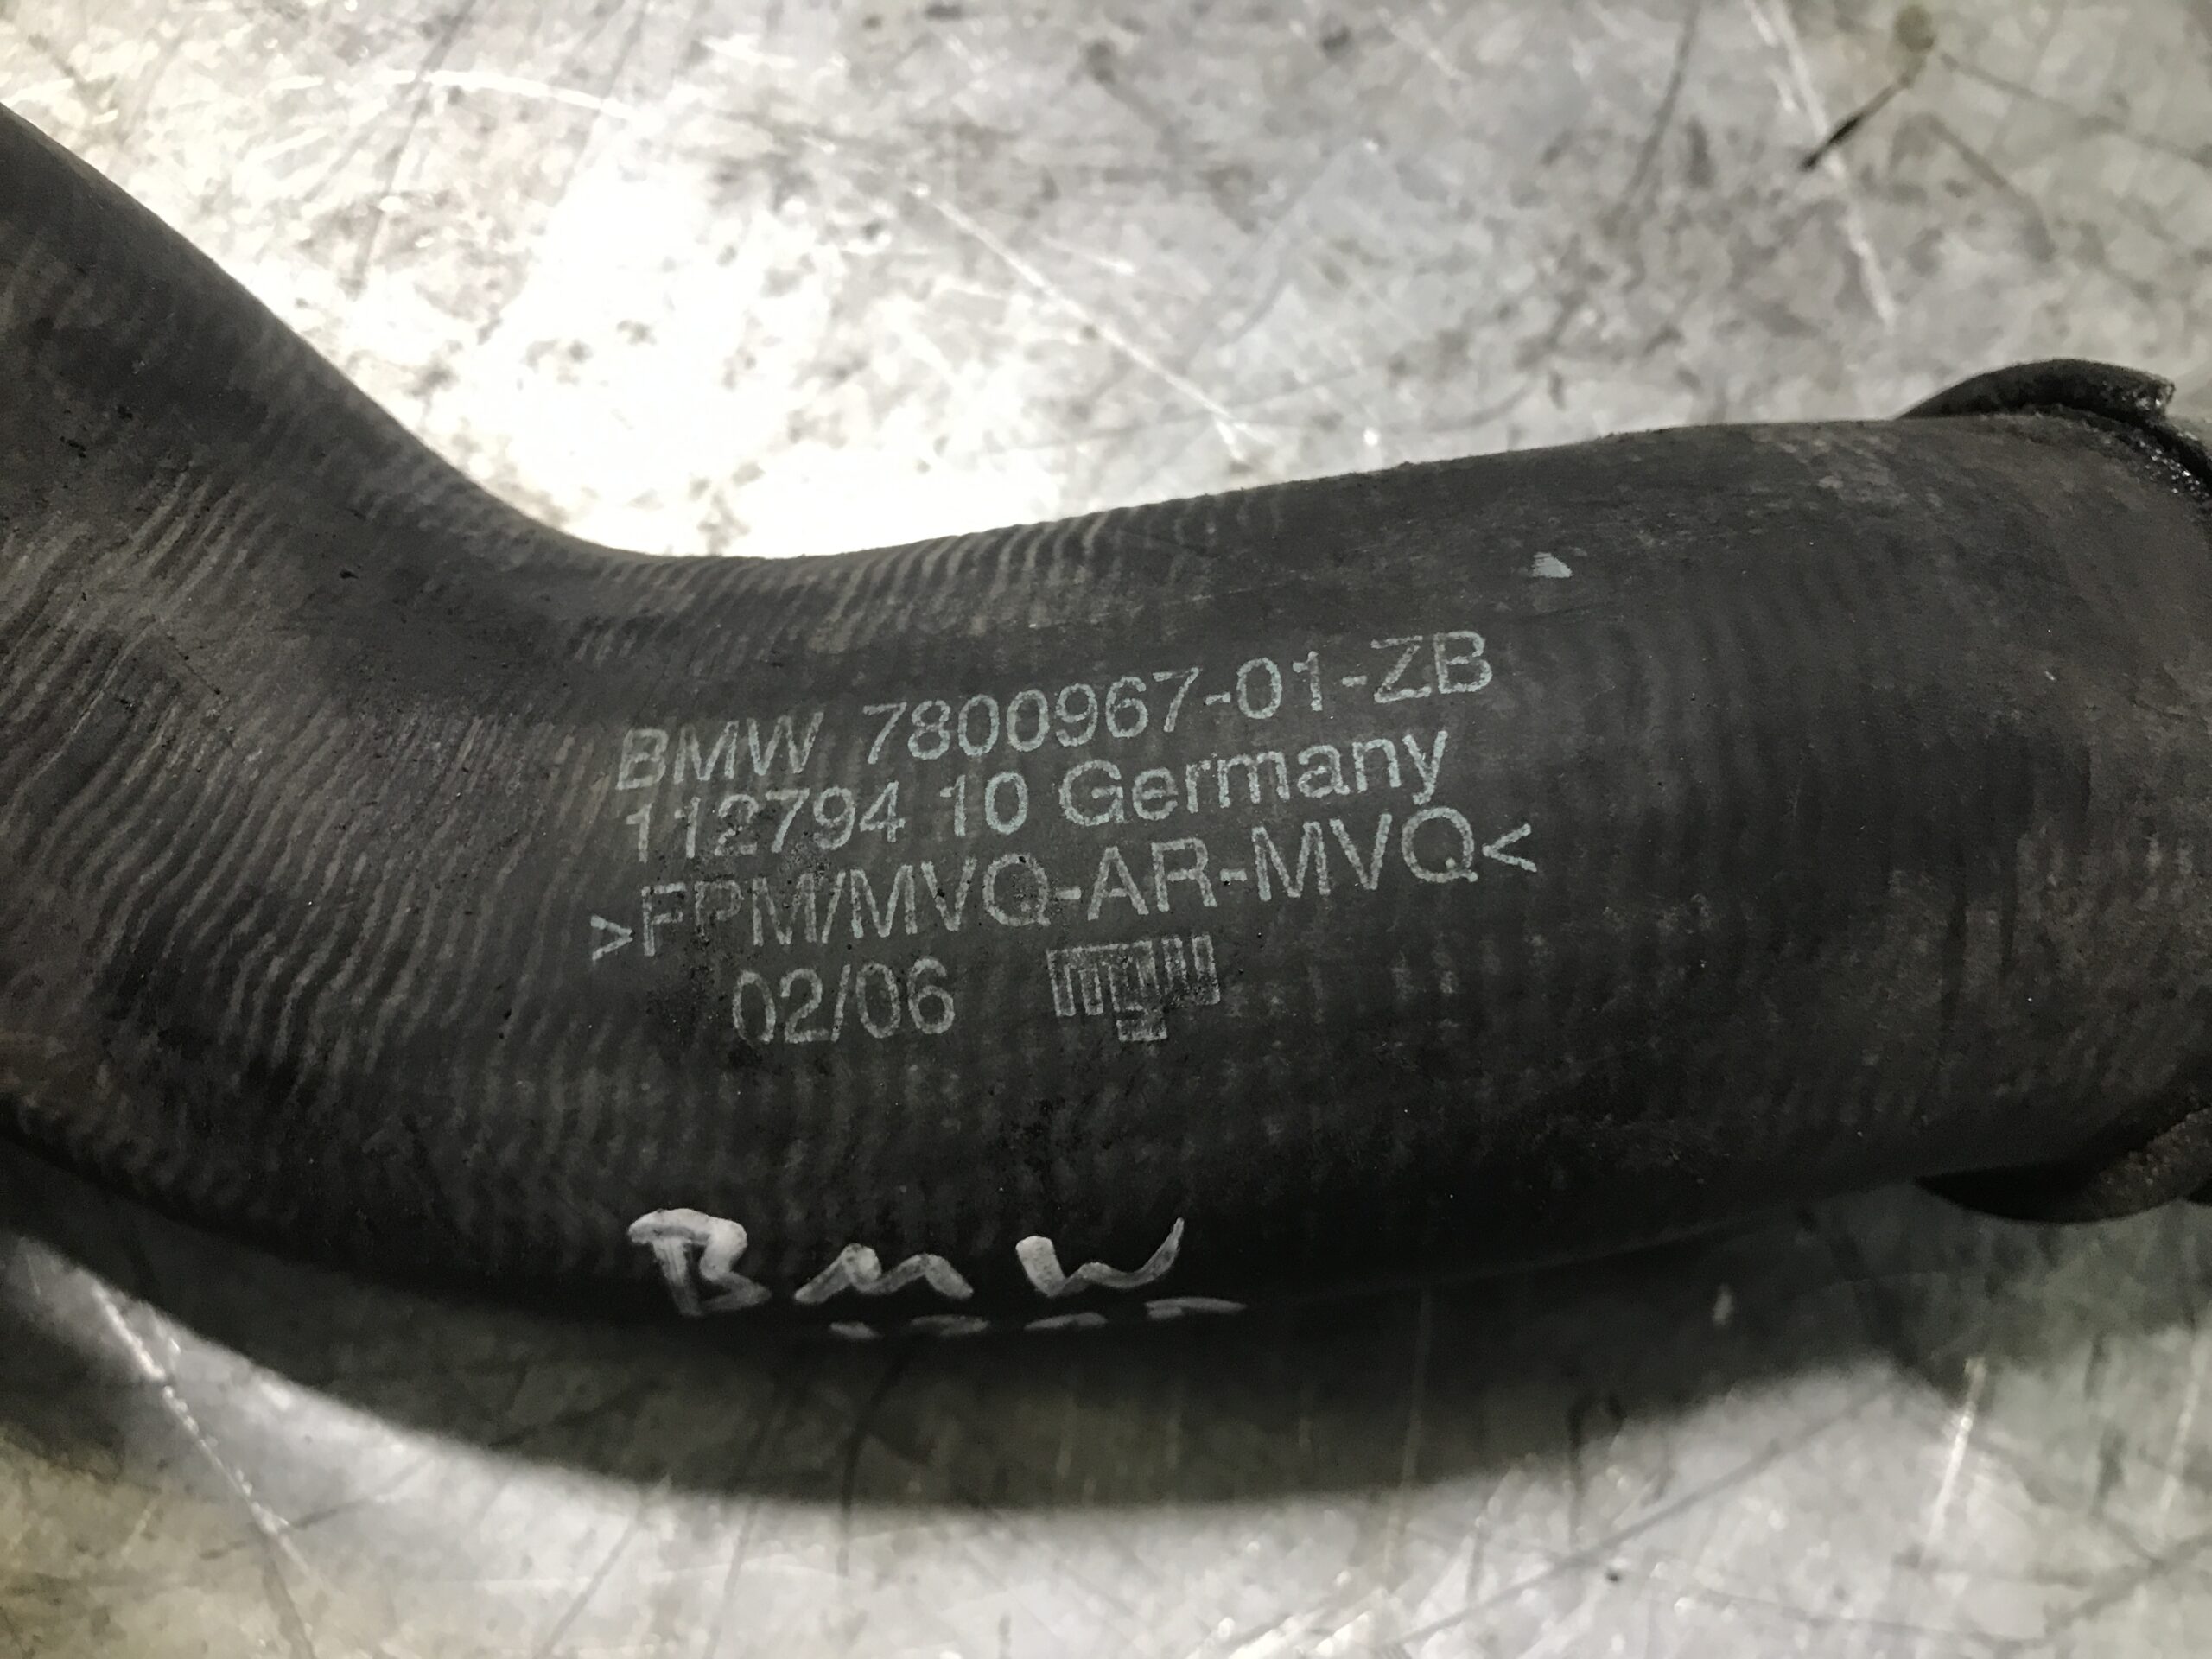 BMW 7800967-01-ZB
112794 10 Germany
>FPM/MVQ-AR-MVQ<
02/06
BMW